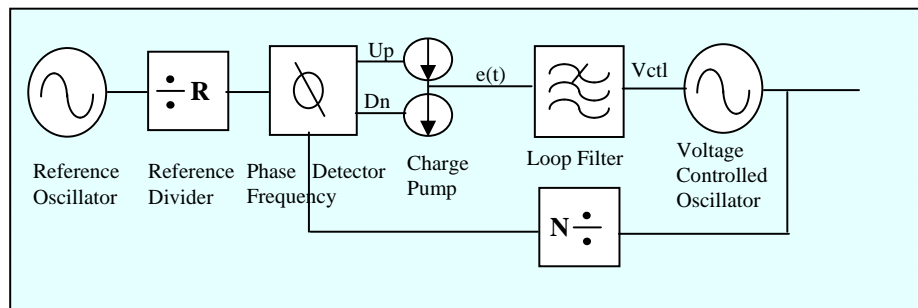 Up
Dn
÷ R
e(t)
Vctl
Reference
Oscillator
Reference
Divider
Phase Detector
Frequency
Charge
Pump
Loop Filter
Voltage
Controlled
Oscillator
N ÷